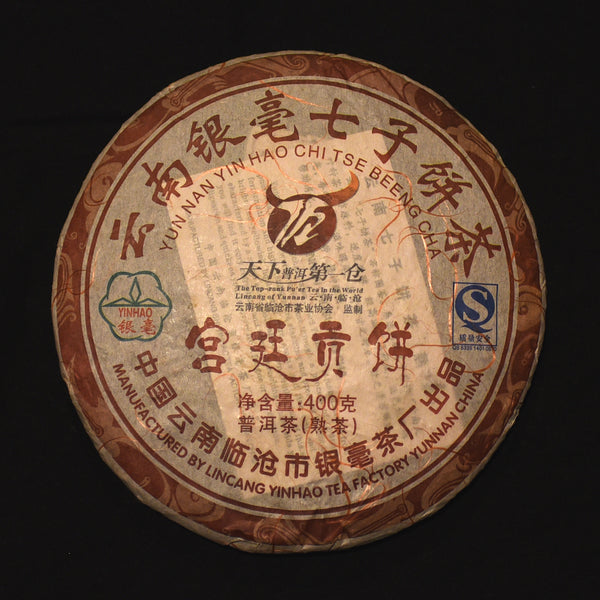 云南银毫七子饼茶
YUN NAN YIN HAO CHI TSE BEENG CHA
天下普洱第一仓
The Top-rank Pu'er Tea In the World
Lincang of Yunnan 云·南·临·沧
云南省临沧市茶业协会 监制
YINHAO
银毫
质量安全
宫廷贡饼
净含量:400克
普洱茶(熟茶)
中国云南临沧市银毫茶厂出品
MANUFACTURED BY LINCANG YINHAO TEA FACTORY YUNNAN CHINA